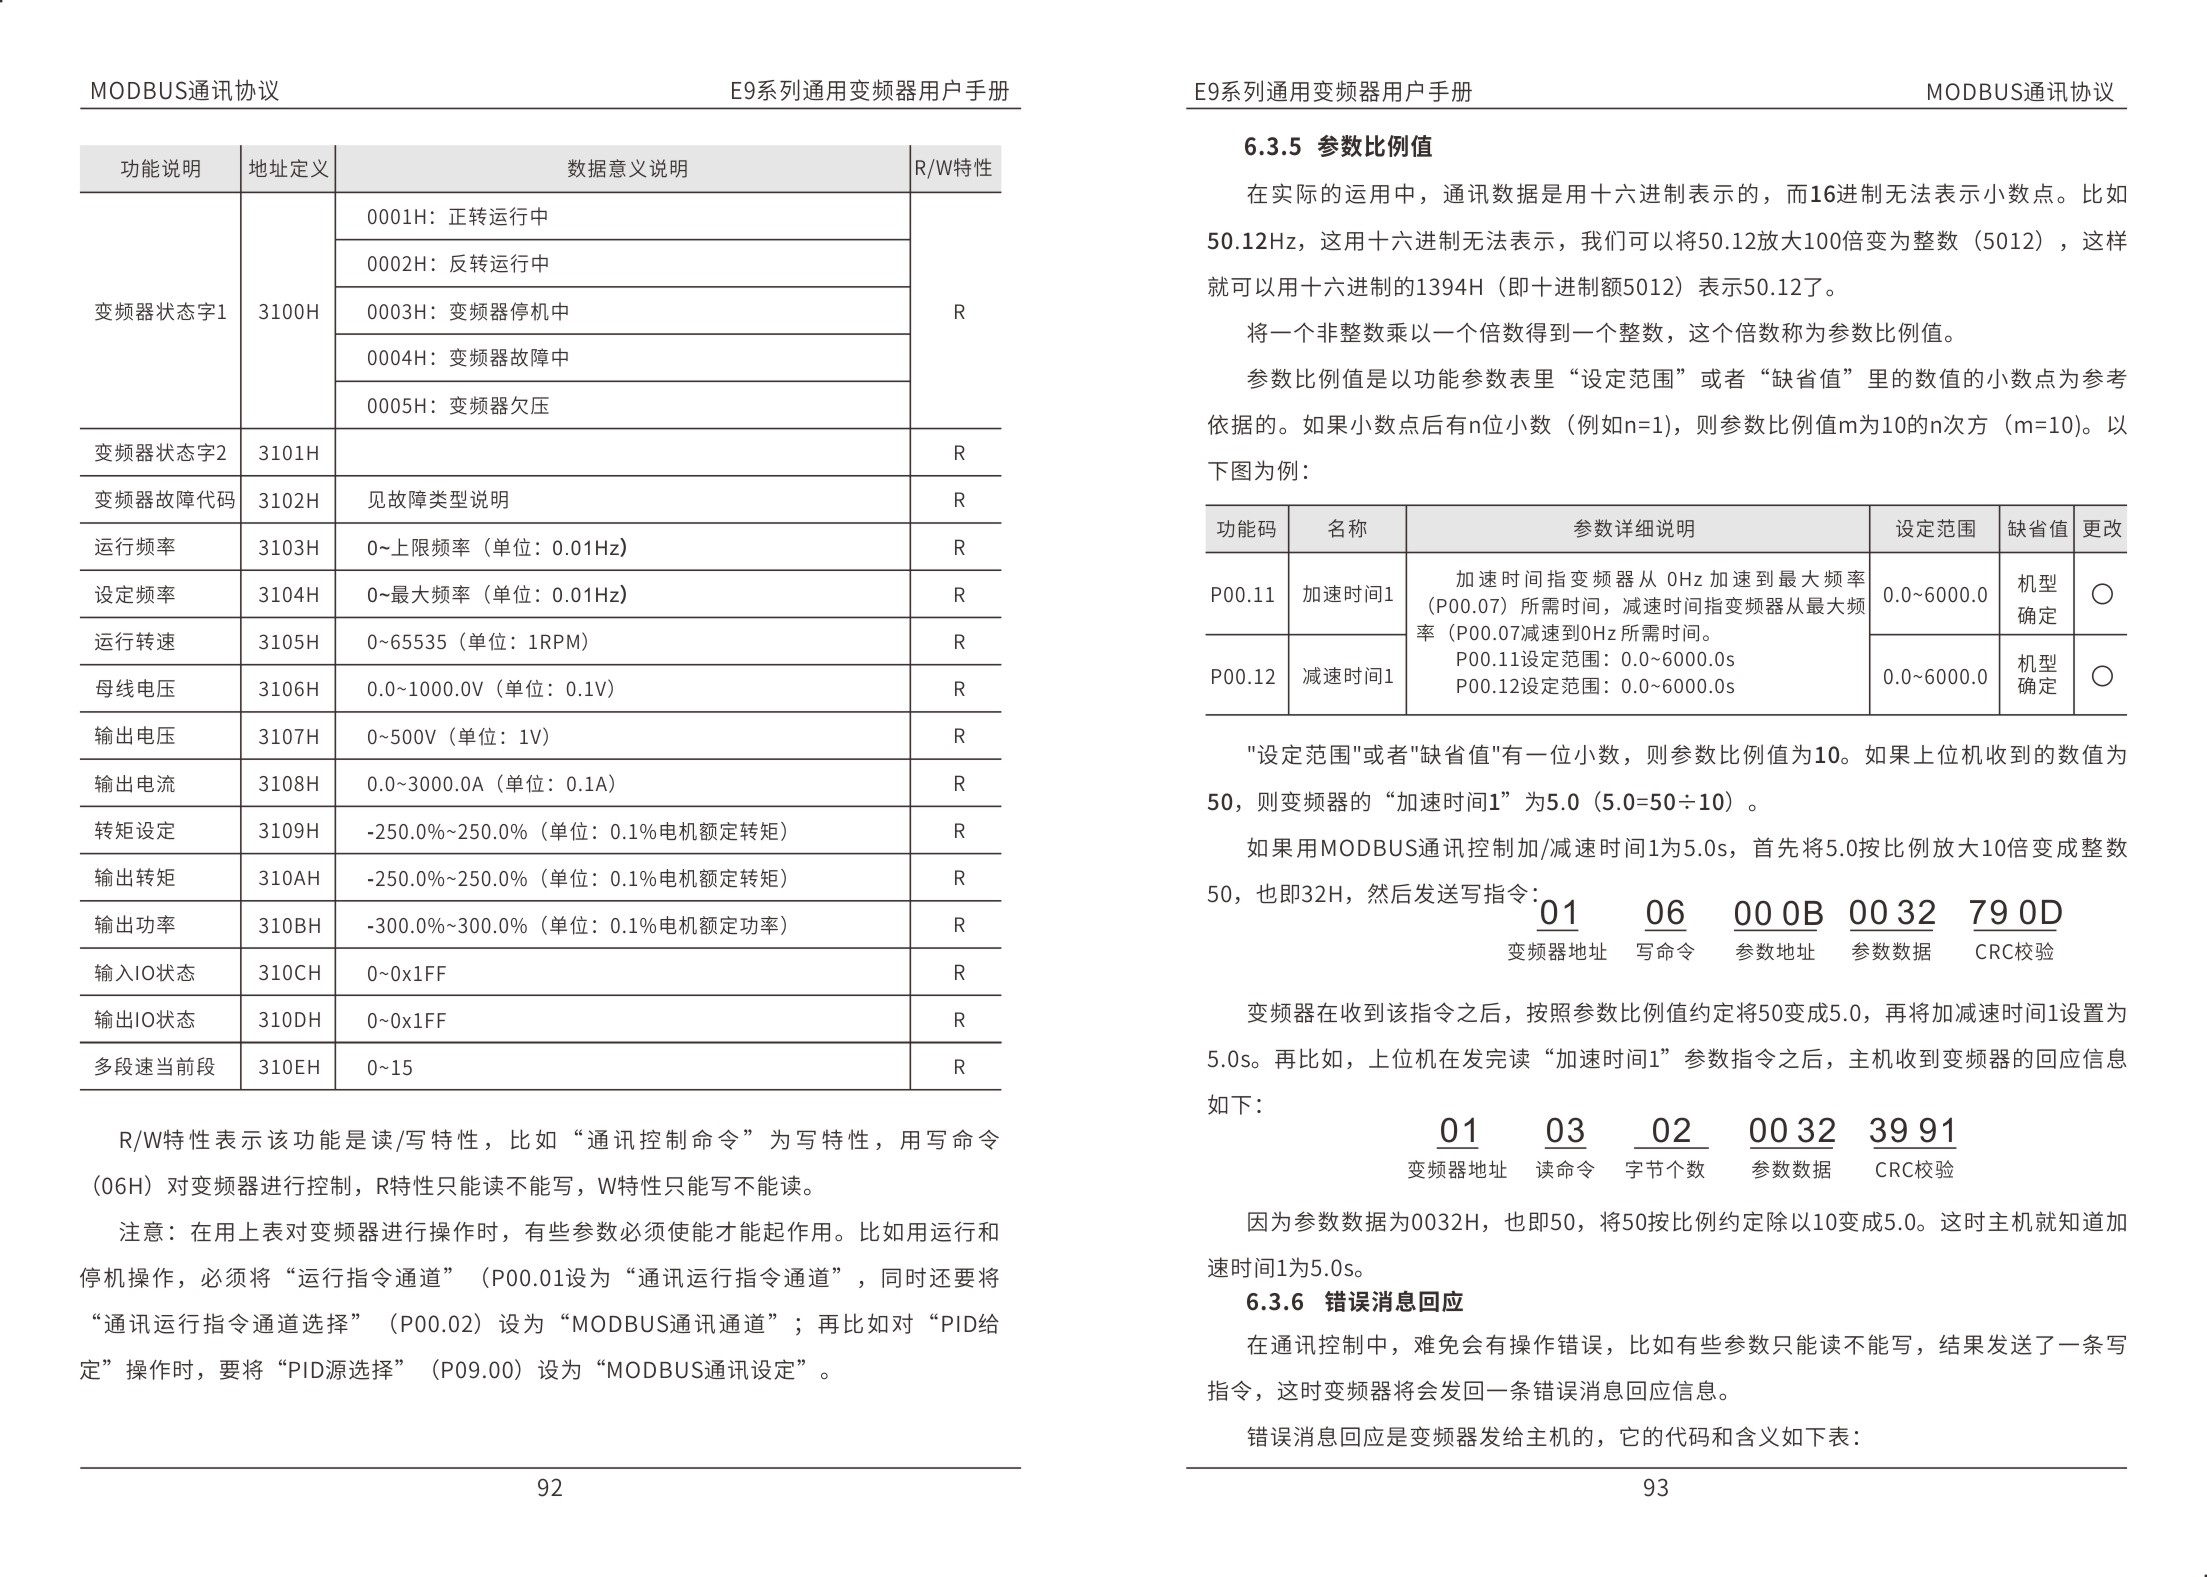 MODBUS通讯协议 E9系列通用变频器用户手册
功能说明 地址定义 数据意义说明 R/W特性
变频器状态字1 3100H 0001H：正转运行中 R
0002H：反转运行中
0003H：变频器停机中
0004H：变频器故障中
0005H：变频器欠压
变频器状态字2 3101H R
变频器故障代码 3102H 见故障类型说明 R
运行频率 3103H 0~上限频率（单位：0.01Hz） R
设定频率 3104H 0~最大频率（单位：0.01Hz） R
运行转速 3105H 0~65535（单位：1RPM） R
母线电压 3106H 0.0~1000.0V（单位：0.1V） R
输出电压 3107H 0~500V（单位：1V） R
输出电流 3108H 0.0~3000.0A（单位：0.1A） R
转矩设定 3109H -250.0%~250.0%（单位：0.1%电机额定转矩） R
输出转矩 310AH -250.0%~250.0%（单位：0.1%电机额定转矩） R
输出功率 310BH -300.0%~300.0%（单位：0.1%电机额定功率） R
输入IO状态 310CH 0~0x1FF R
输出IO状态 310DH 0~0x1FF R
多段速当前段 310EH 0~15 R
R/W特性表示该功能是读/写特性，比如“通讯控制命令”为写特性，用写命令
（06H）对变频器进行控制，R特性只能读不能写，W特性只能写不能读。
注意：在用上表对变频器进行操作时，有些参数必须使能才能起作用。比如用运行和
停机操作，必须将“运行指令通道”（P00.01设为“通讯运行指令通道”，同时还要将
“通讯运行指令通道选择”（P00.02）设为“MODBUS通讯通道”；再比如对“PID给
定”操作时，要将“PID源选择”（P09.00）设为“MODBUS通讯设定”。
92
E9系列通用变频器用户手册 MODBUS通讯协议
6.3.5 参数比例值
在实际的运用中，通讯数据是用十六进制表示的，而16进制无法表示小数点。比如
50.12Hz，这用十六进制无法表示，我们可以将50.12放大100倍变为整数（5012），这样
就可以用十六进制的1394H（即十进制额5012）表示50.12了。
将一个非整数乘以一个倍数得到一个整数，这个倍数称为参数比例值。
参数比例值是以功能参数表里“设定范围”或者“缺省值”里的数值的小数点为参考
依据的。如果小数点后有n位小数（例如n=1)，则参数比例值m为10的n次方（m=10)。以
下图为例：
功能码 名称 参数详细说明 设定范围 缺省值 更改
P00.11 加速时间1 0.0~6000.0 机型确定 ○
加速时间指变频器从 0Hz 加速到最大频率
（P00.07）所需时间，减速时间指变频器从最大频
率（P00.07减速到0Hz 所需时间。
P00.11设定范围：0.0~6000.0s
P00.12设定范围：0.0~6000.0s
P00.12 减速时间1 0.0~6000.0 机型确定 ○
"设定范围"或者"缺省值"有一位小数，则参数比例值为10。如果上位机收到的数值为
50，则变频器的“加速时间1”为5.0（5.0=50÷10）。
如果用MODBUS通讯控制加/减速时间1为5.0s，首先将5.0按比例放大10倍变成整数
50，也即32H，然后发送写指令：
01 06 00 0B 00 32 79 0D
变频器地址 写命令 参数地址 参数数据 CRC校验
变频器在收到该指令之后，按照参数比例值约定将50变成5.0，再将加减速时间1设置为
5.0s。再比如，上位机在发完读“加速时间1”参数指令之后，主机收到变频器的回应信息
如下：
01 03 02 00 32 39 91
变频器地址 读命令 字节个数 参数数据 CRC校验
因为参数数据为0032H，也即50，将50按比例约定除以10变成5.0。这时主机就知道加
速时间1为5.0s。
6.3.6 错误消息回应
在通讯控制中，难免会有操作错误，比如有些参数只能读不能写，结果发送了一条写
指令，这时变频器将会发回一条错误消息回应信息。
错误消息回应是变频器发给主机的，它的代码和含义如下表：
93